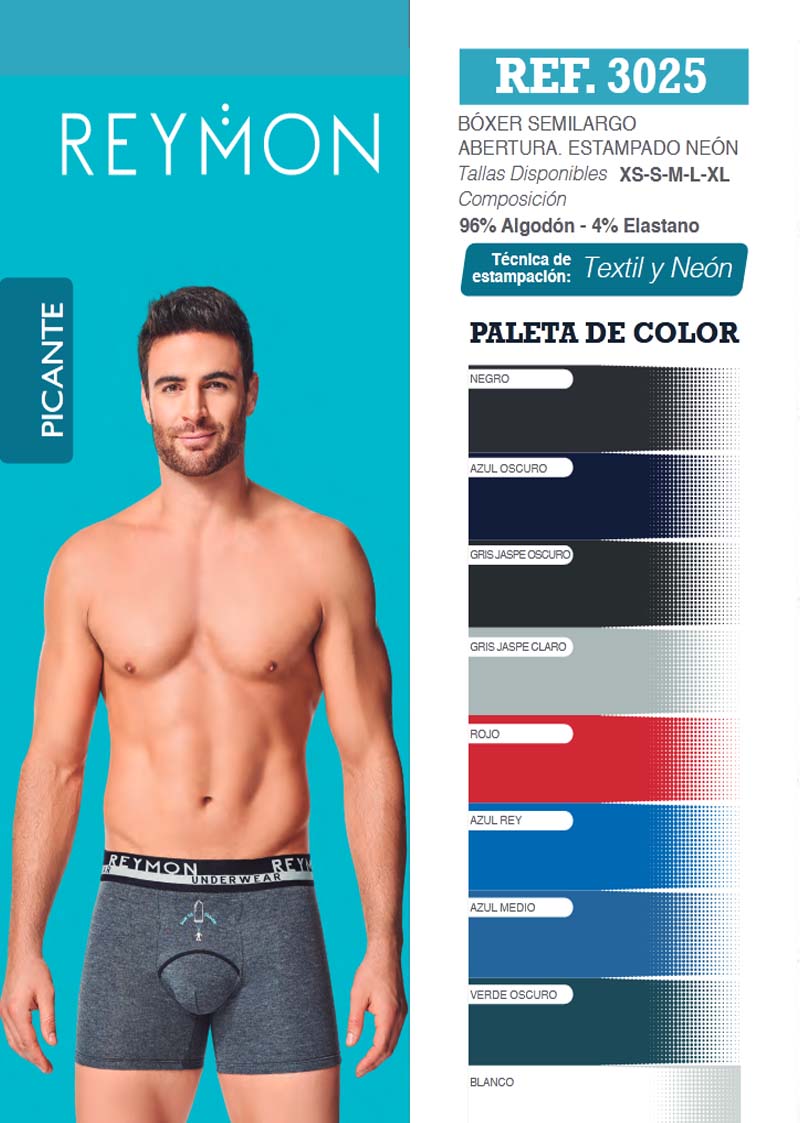 REYMON
PICANTE
REYMON REYM
UNDERWEAR
REF. 3025
BÓXER SEMILARGO
ABERTURA. ESTAMPADO NEÓN
Tallas Disponibles XS-S-M-L-XL
Composición
96% Algodón - 4% Elastano
Técnica de
estampación: Textil y Neón
PALETA DE COLOR
NEGRO
AZUL OSCURO
GRIS JASPE OSCURO
GRIS JASPE CLARO
ROJO
AZUL REY
AZUL MEDIO
VERDE OSCURO
BLANCO